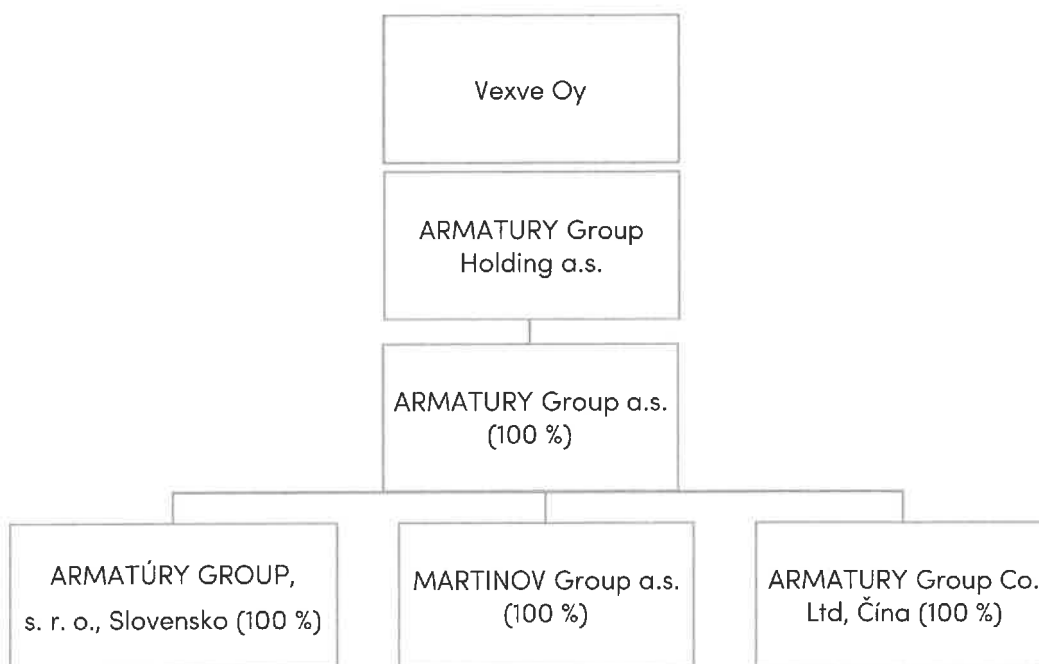 Vexve Oy
ARMATURY Group
Holding a.s.
ARMATURY Group a.s.
(100 %)
ARMATÚRY GROUP,
s. r. o., Slovensko (100 %)
MARTINOV Group a.s.
(100 %)
ARMATURY Group Co.
Ltd, Čína (100 %)